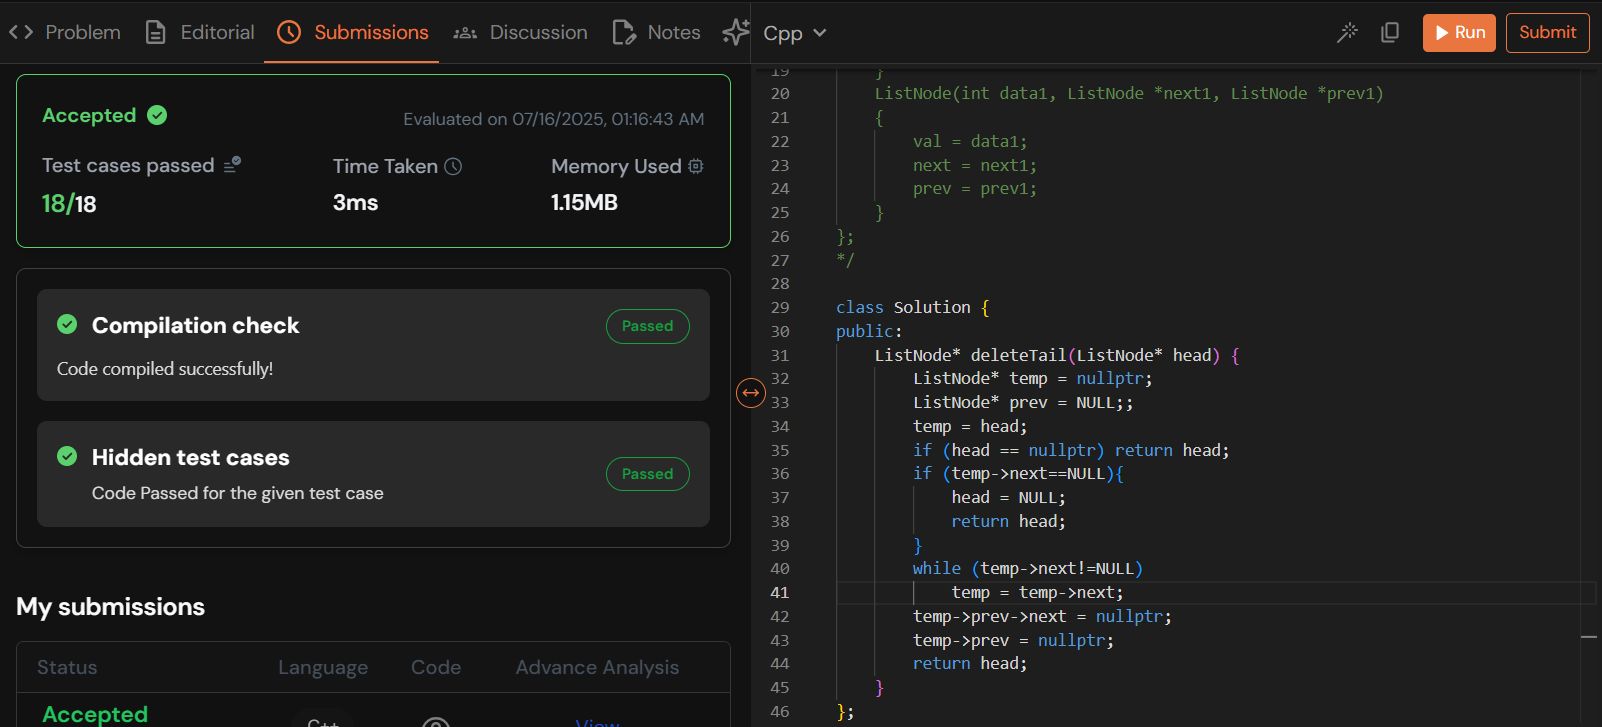 Problem Editorial Submissions Discussion Notes
Accepted
Evaluated on 07/16/2025, 01:16:43 AM
Test cases passed Time Taken Memory Used
18/18 3ms 1.15MB
Compilation check Passed
Code compiled successfully!
Hidden test cases Passed
Code Passed for the given test case
My submissions
Status Language Code Advance Analysis
Accepted C++ View
Cpp Run Submit
19 }
20 ListNode(int data1, ListNode *next1, ListNode *prev1)
21 {
22 val = data1;
23 next = next1;
24 prev = prev1;
25 }
26 };
27 */
28
29 class Solution {
30 public:
31 ListNode* deleteTail(ListNode* head) {
32 ListNode* temp = nullptr;
33 ListNode* prev = NULL;;
34 temp = head;
35 if (head == nullptr) return head;
36 if (temp->next==NULL){
37 head = NULL;
38 return head;
39 }
40 while (temp->next!=NULL)
41 temp = temp->next;
42 temp->prev->next = nullptr;
43 temp->prev = nullptr;
44 return head;
45 }
46 };